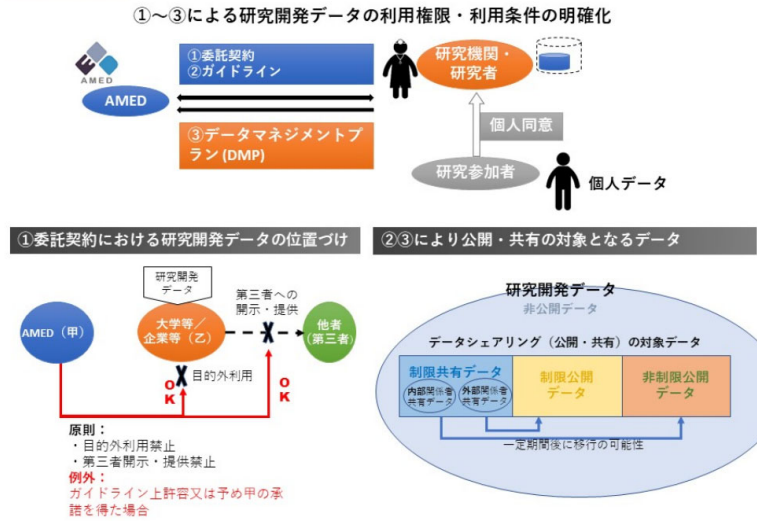 ①～③による研究開発データの利用権限・利用条件の明確化
AMED
AMED
①委託契約
②ガイドライン
③データマネジメントプ
ラン(DMP)
研究機関・
研究者
個人同意
研究参加者
個人データ
①委託契約における研究開発データの位置づけ
研究開発
データ
AMED（甲）
大学等／
企業等（乙）
第三者への
開示・提供
他者
(第三者)
目的外利用
OK
OK
原則：
・目的外利用禁止
・第三者開示・提供禁止
例外：
ガイドライン上許容又は予め甲の承
諾を得た場合
②③により公開・共有の対象となるデータ
研究開発データ
非公開データ
データシェアリング（公開・共有）の対象データ
制限共有データ
内部関係者
共有データ
外部関係者
共有データ
制限公開
データ
非制限公開
データ
一定期間後に移行の可能性